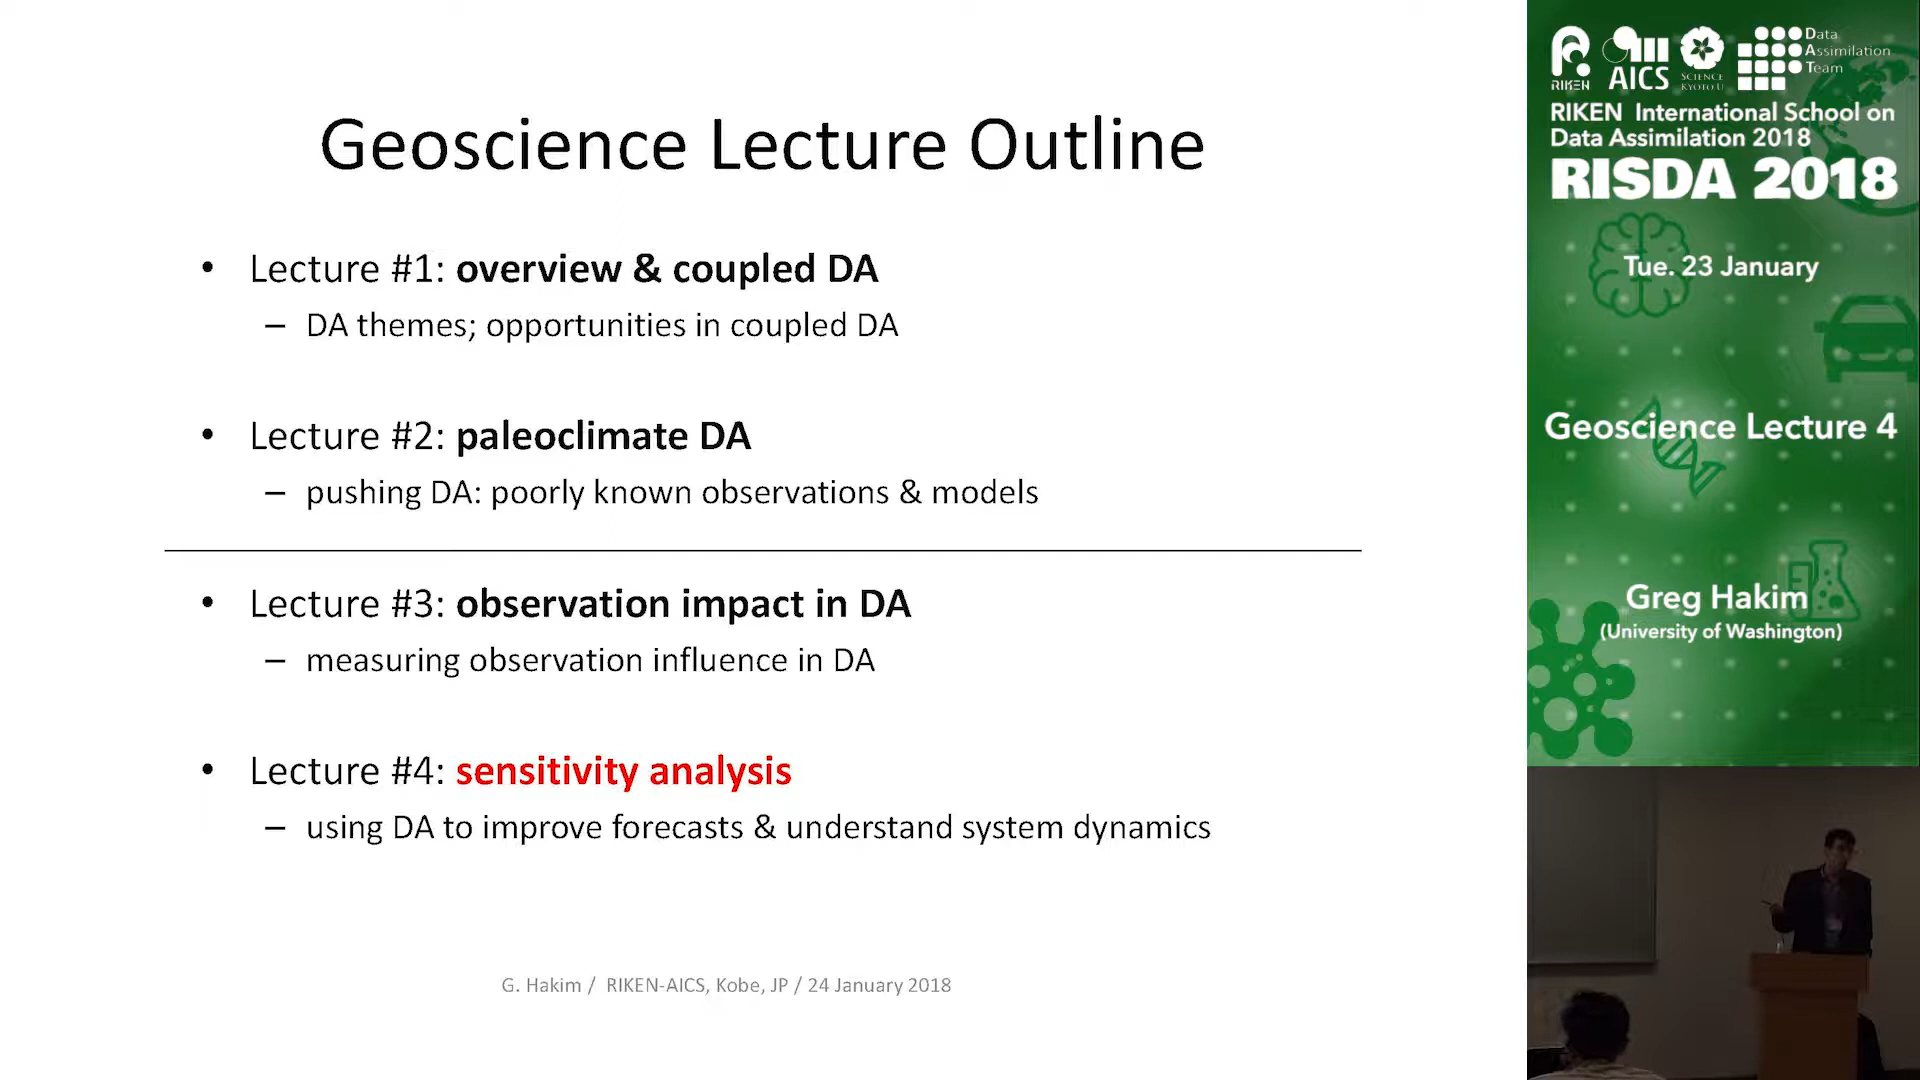 Geoscience Lecture Outline
• Lecture #1: overview & coupled DA
– DA themes; opportunities in coupled DA
• Lecture #2: paleoclimate DA
– pushing DA: poorly known observations & models
• Lecture #3: observation impact in DA
– measuring observation influence in DA
• Lecture #4: sensitivity analysis
– using DA to improve forecasts & understand system dynamics
G. Hakim / RIKEN-AICS, Kobe, JP / 24 January 2018
RIKEN
AICS
SCIENCE
KYOTO U
Data
Assimilation
Team
RIKEN International School on
Data Assimilation 2018
RISDA 2018
Tue. 23 January
Geoscience Lecture 4
Greg Hakim
(University of Washington)